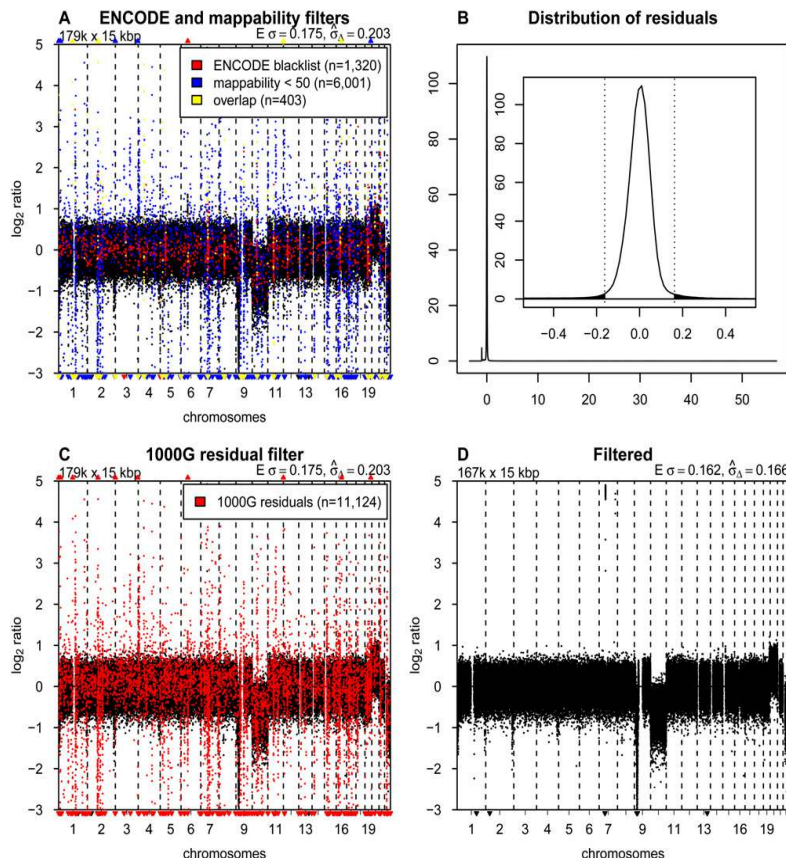 A ENCODE and mappability filters
179k x 15 kbp E σ = 0.175, σ̂Δ = 0.203
ENCODE blacklist (n=1,320)
mappability < 50 (n=6,001)
overlap (n=403)
5
4
3
2
1
0
−1
−2
−3
log2 ratio
1 2 3 4 5 6 7 9 11 13 16 19
chromosomes
B Distribution of residuals
100
80
60
40
20
0
0 10 20 30 40 50
100
80
60
40
20
0
−0.4 −0.2 0.0 0.2 0.4
C 1000G residual filter
179k x 15 kbp E σ = 0.175, σ̂Δ = 0.203
1000G residuals (n=11,124)
5
4
3
2
1
0
−1
−2
−3
log2 ratio
1 2 3 4 5 6 7 9 11 13 16 19
chromosomes
D Filtered
167k x 15 kbp E σ = 0.162, σ̂Δ = 0.166
5
4
3
2
1
0
−1
−2
−3
log2 ratio
1 2 3 4 5 6 7 9 11 13 16 19
chromosomes